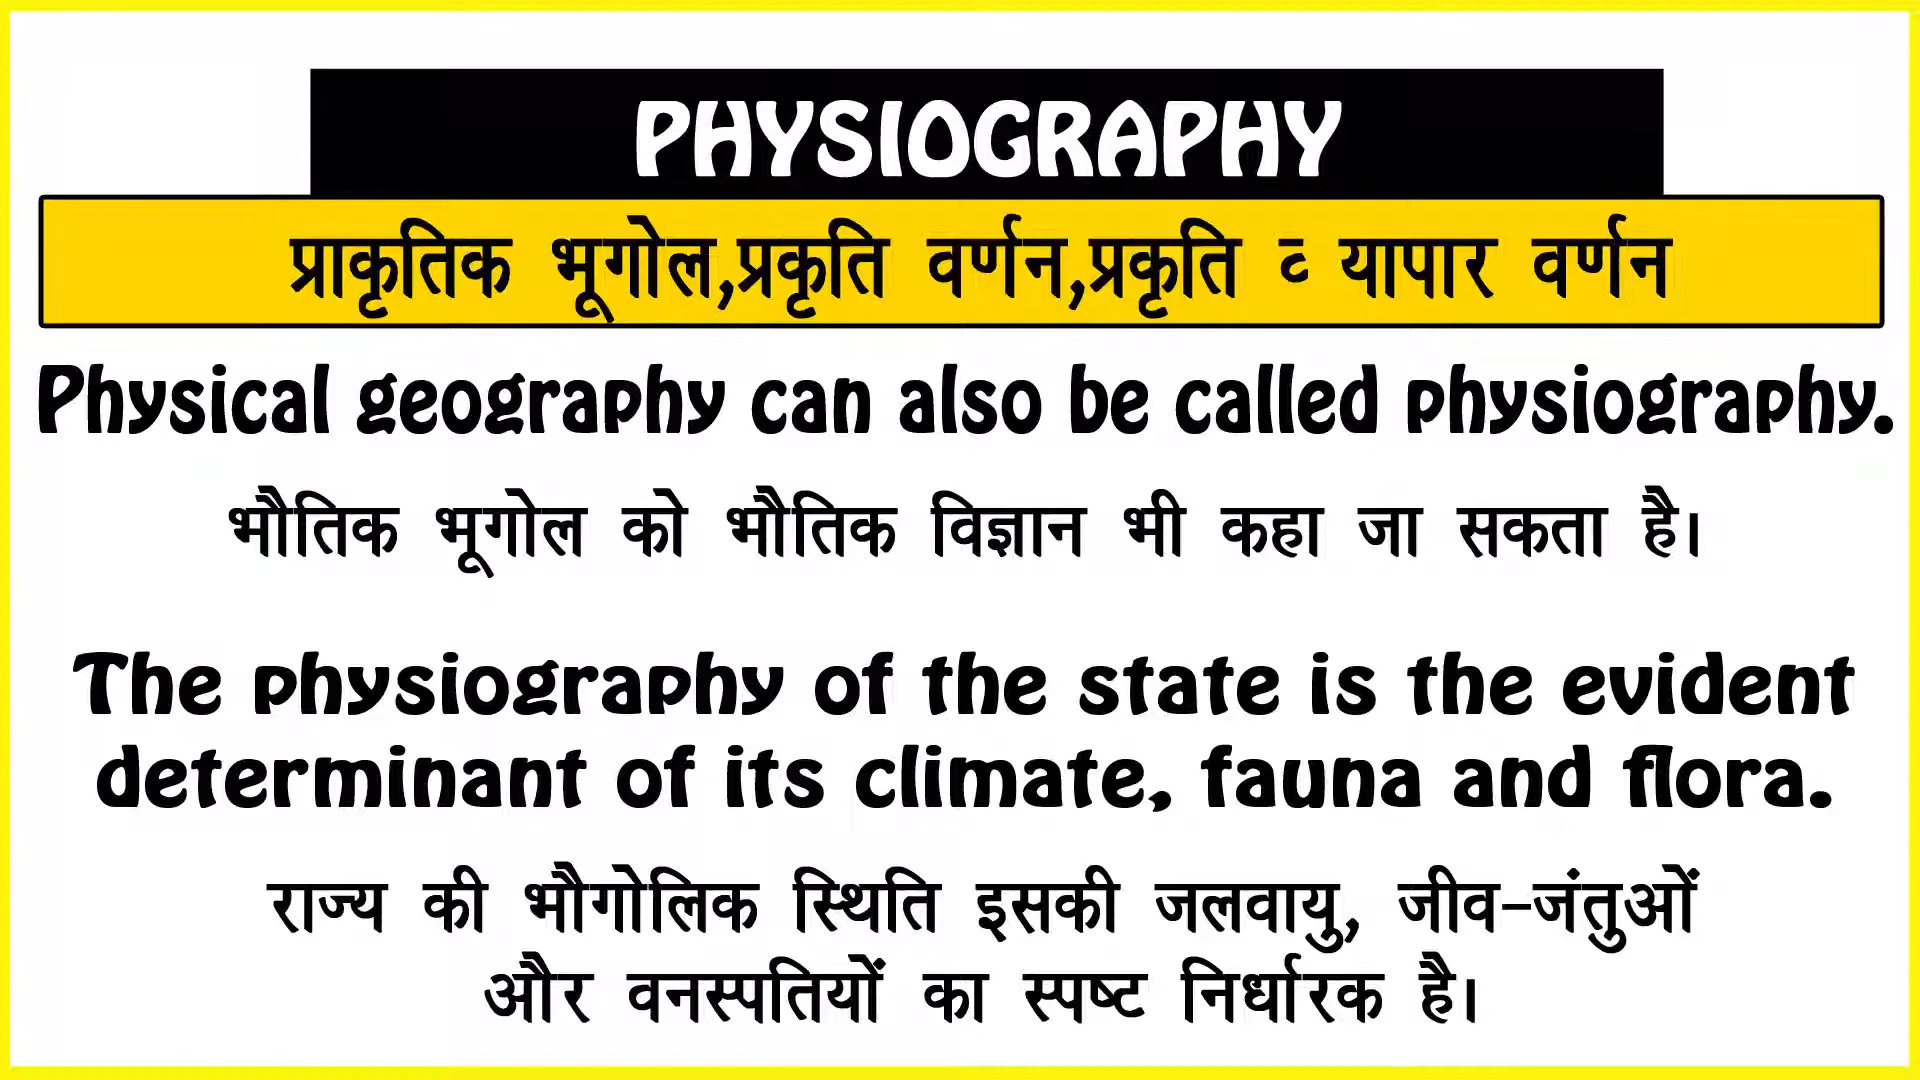 PHYSIOGRAPHY
प्राकृतिक भूगोल,प्रकृति वर्णन,प्रकृति व्‍ यापार वर्णन
Physical geography can also be called physiography.
भौतिक भूगोल को भौतिक विज्ञान भी कहा जा सकता है।
The physiography of the state is the evident
determinant of its climate, fauna and flora.
राज्य की भौगोलिक स्थिति इसकी जलवायु, जीव-जंतुओं
और वनस्पतियों का स्पष्ट निर्धारक है।